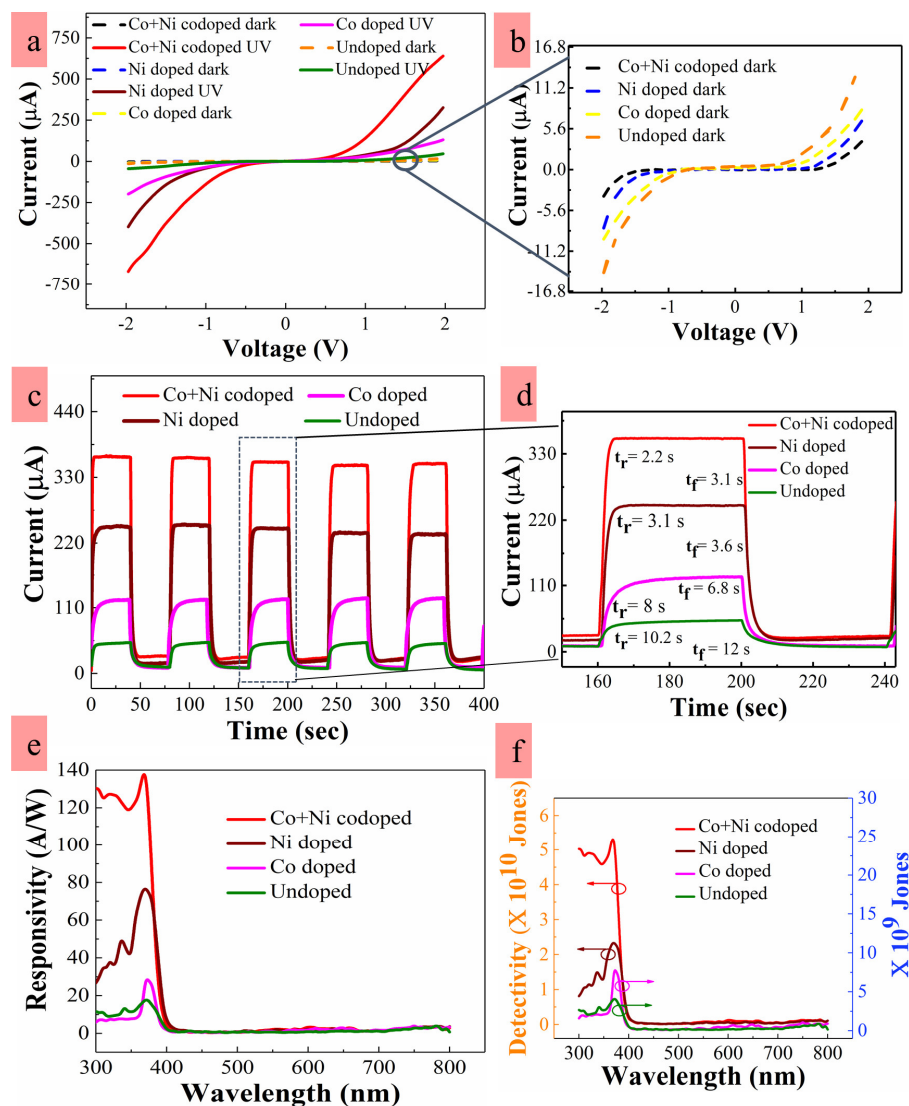 a
Co+Ni codoped dark
Co doped UV
Co+Ni codoped UV
Undoped dark
Ni doped dark
Undoped UV
Ni doped UV
Co doped dark
750
500
250
0
-250
-500
-750
Current (μA)
-2 -1 0 1 2
Voltage (V)
b
Co+Ni codoped dark
Ni doped dark
Co doped dark
Undoped dark
16.8
11.2
5.6
0.0
-5.6
-11.2
-16.8
Current (μA)
-2 -1 0 1 2
Voltage (V)
c
Co+Ni codoped
Co doped
Ni doped
Undoped
440
330
220
110
0
Current (μA)
0 50 100 150 200 250 300 350 400
Time (sec)
d
Co+Ni codoped
Ni doped
Co doped
Undoped
tr= 2.2 s
tf= 3.1 s
tr= 3.1 s
tf= 3.6 s
tr= 8 s
tf= 6.8 s
tr= 10.2 s
tf= 12 s
330
220
110
0
Current (μA)
160 180 200 220 240
Time (sec)
e
Co+Ni codoped
Ni doped
Co doped
Undoped
140
120
100
80
60
40
20
0
Responsivity (A/W)
300 400 500 600 700 800
Wavelength (nm)
f
Co+Ni codoped
Ni doped
Co doped
Undoped
6
5
4
3
2
1
0
Detectivity (X 10^10 Jones)
30
25
20
15
10
5
0
X 10^9 Jones
300 400 500 600 700 800
Wavelength (nm)